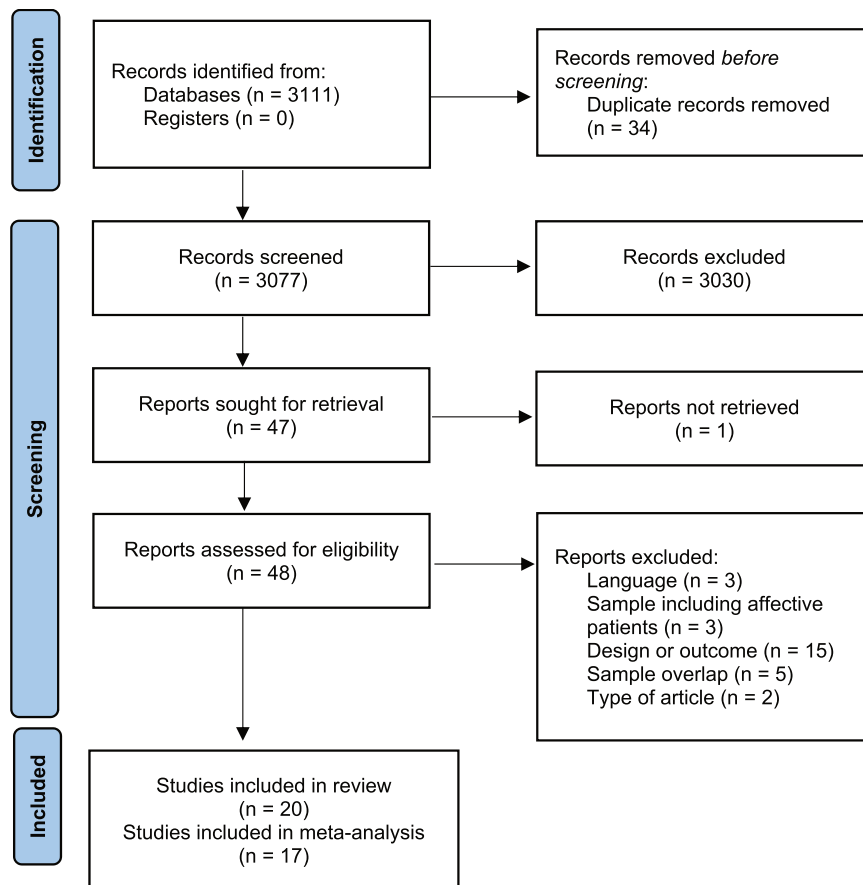 Identification
Records identified from:
Databases (n = 3111)
Registers (n = 0)
Records removed before
screening:
Duplicate records removed
(n = 34)
Screening
Records screened
(n = 3077)
Records excluded
(n = 3030)
Reports sought for retrieval
(n = 47)
Reports not retrieved
(n = 1)
Reports assessed for eligibility
(n = 48)
Reports excluded:
Language (n = 3)
Sample including affective
patients (n = 3)
Design or outcome (n = 15)
Sample overlap (n = 5)
Type of article (n = 2)
Included
Studies included in review
(n = 20)
Studies included in meta-analysis
(n = 17)